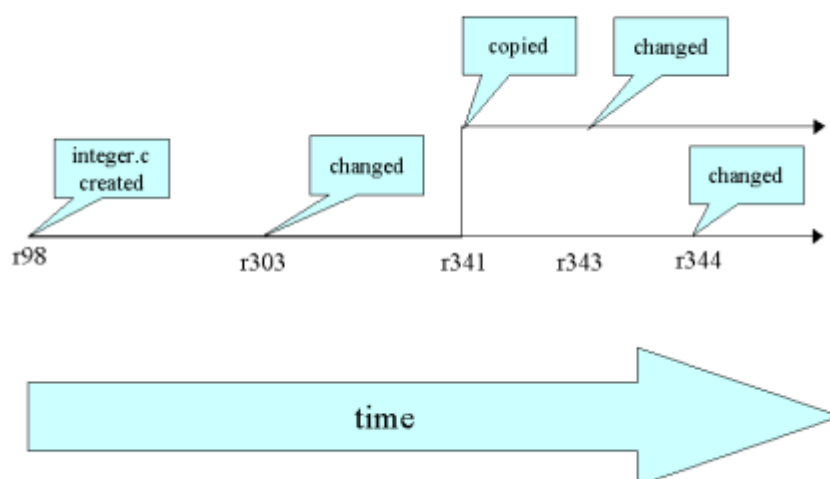 copied
changed
integer.c
created
changed
changed
r98
r303
r341
r343
r344
time